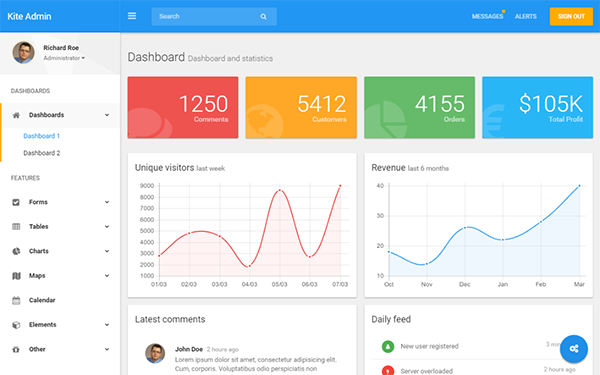 Kite Admin
Search
MESSAGES
ALERTS
SIGN OUT
Richard Roe
Administrator
DASHBOARDS
Dashboards
Dashboard 1
Dashboard 2
FEATURES
Forms
Tables
Charts
Maps
Calendar
Elements
Other
Dashboard Dashboard and statistics
1250
Comments
5412
Customers
4155
Orders
$105K
Total Profit
Unique visitors last week
9000
8000
7000
6000
5000
4000
3000
2000
1000
01/03 02/03 03/03 04/03 05/03 06/03 07/03
Revenue last 6 months
40
30
20
10
Oct Nov Dec Jan Feb Mar
Latest comments
John Doe 2 hours ago
Lorem ipsum dolor sit amet, consectetur adipisicing elit.
Cum, corporis. Voluptatibus odio perspiciatis non
Daily feed
New user registered
3 min
Server overloaded
2 hours ago